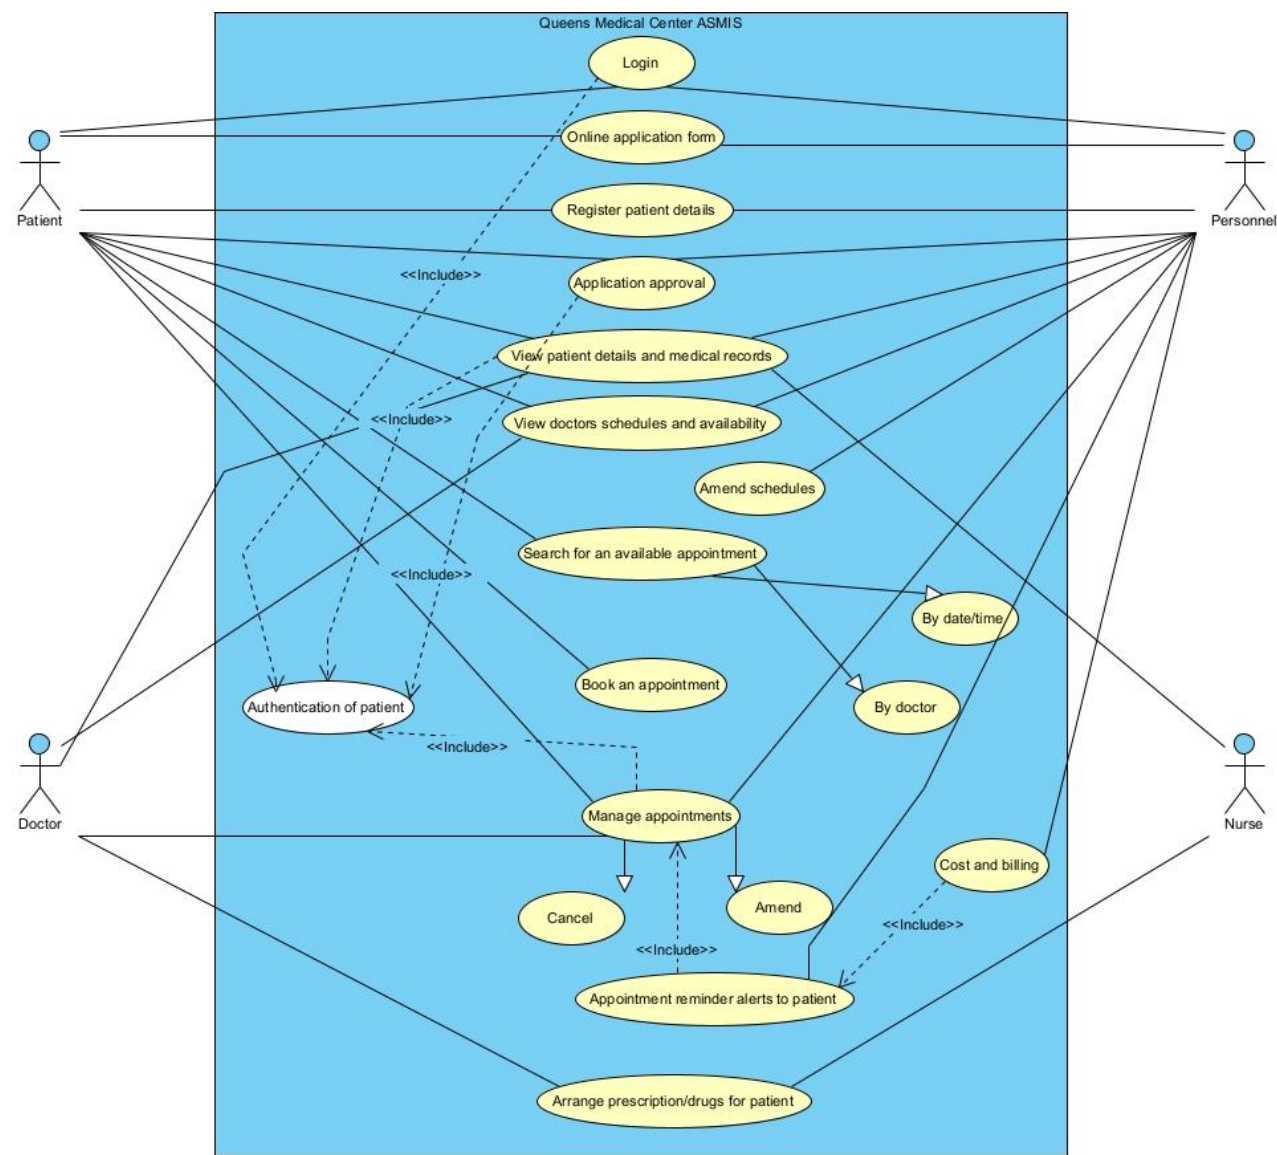 Queens Medical Center ASMIS
Login
Online application form
Patient
Personnel
Register patient details
<<Include>>
Application approval
View patient details and medical records
<<Include>>
View doctors schedules and availability
Amend schedules
Search for an available appointment
<<Include>>
By date/time
Book an appointment
Authentication of patient
By doctor
<<Include>>
Doctor
Manage appointments
Nurse
Cost and billing
Cancel
Amend
<<Include>>
<<Include>>
Appointment reminder alerts to patient
Arrange prescription/drugs for patient